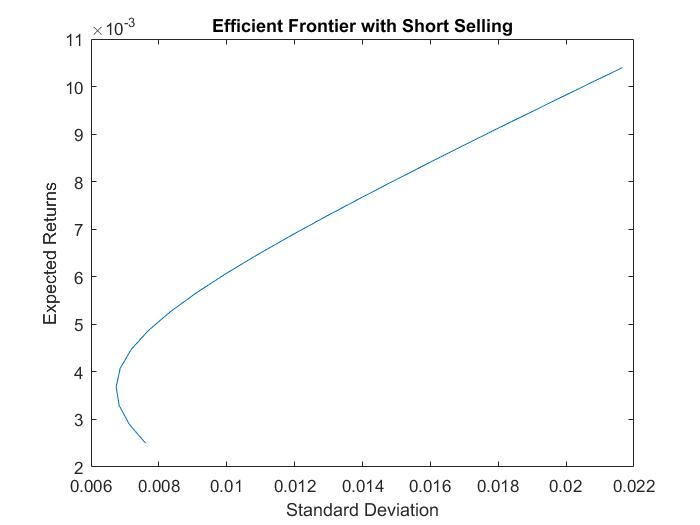 Efficient Frontier with Short Selling
×10-3
11
10
9
8
7
6
5
4
3
2
Expected Returns
0.006 0.008 0.01 0.012 0.014 0.016 0.018 0.02 0.022
Standard Deviation